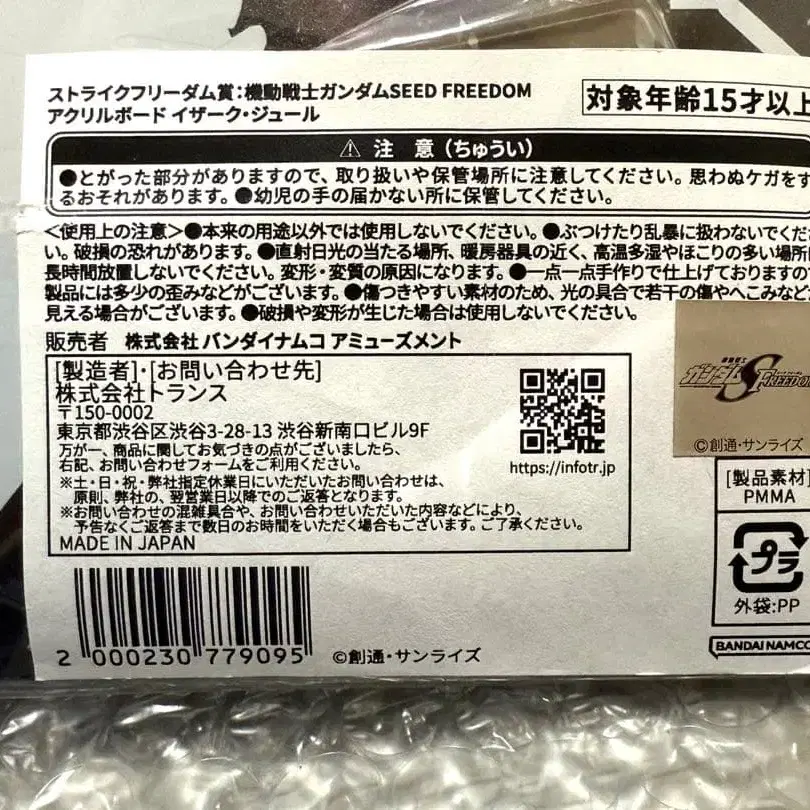 ストライクフリーダム賞:機動戦士ガンダムSEED FREEDOM
アクリルボード イザーク・ジュール
対象年齢15才以上
⚠ 注 意(ちゅうい)
●とがった部分がありますので、取り扱いや保管場所に注意してください。思わぬケガをす
るおそれがあります。●幼児の手の届かない所に保管してください。
<使用上の注意>●本来の用途以外では使用しないでください。●ぶつけたり乱暴に扱わないでくだ
い。破損の恐れがあります。●直射日光の当たる場所、暖房器具の近く、高温多湿やほこりの多い場所に
長時間放置しないでください。変形・変質の原因になります。●一点一点手作りで仕上げておりますの
製品には多少の歪みなどがございます。●傷つきやすい素材のため、光の具合で若干の傷やへこみなど
見える場合がございます。●破損や変形が生じた場合は使用しないでください。
販売者 株式会社 バンダイナムコ アミューズメント
[製造者]・[お問い合わせ先]
株式会社トランス
〒150-0002
東京都渋谷区渋谷3-28-13 渋谷新南口ビル9F
万が一、商品に関してお気づきの点がございましたら、
右記、お問い合わせフォームをご利用ください。
※土・日・祝・弊社指定休業日にいただいたお問い合わせは、
原則、弊社の、翌営業日以降でのご返答となります。
※お問い合わせの混雑具合や、お問い合わせいただいた内容などにより、
予告なくご返答まで数日のお時間をいただく場合もございます。ご了承ください。
MADE IN JAPAN
https://infotr.jp/
機動戦士
ガンダムSEED FREEDOM
©創通・サンライズ
[製品素材]
PMMA
プラ
外袋:PP
BANDAI NAMCO
2 000230 779095
©創通・サンライズ